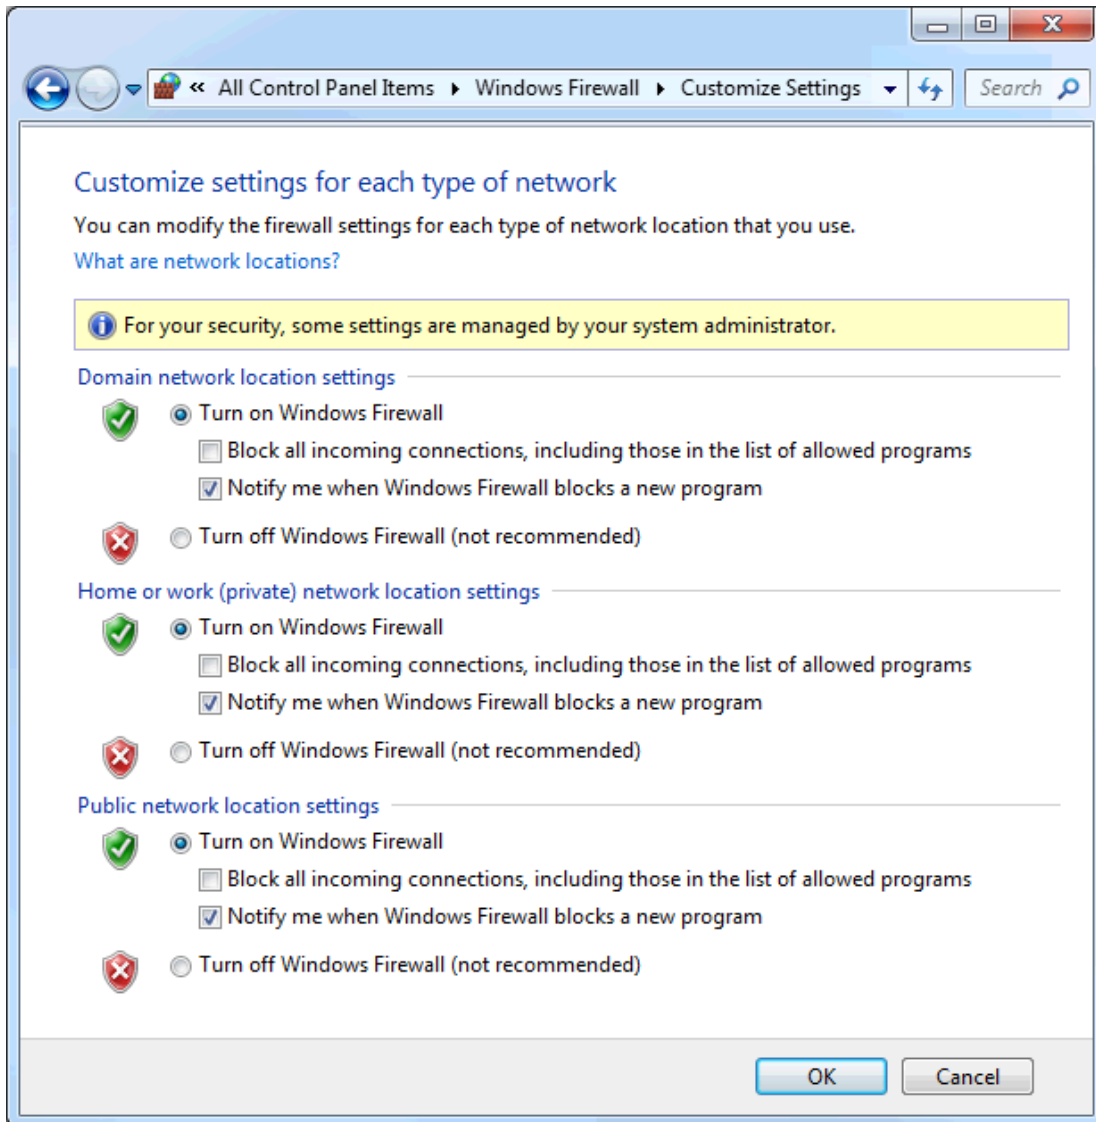 « All Control Panel Items ▸ Windows Firewall ▸ Customize Settings Search
Customize settings for each type of network
You can modify the firewall settings for each type of network location that you use.
What are network locations?
For your security, some settings are managed by your system administrator.
Domain network location settings
Turn on Windows Firewall
Block all incoming connections, including those in the list of allowed programs
Notify me when Windows Firewall blocks a new program
Turn off Windows Firewall (not recommended)
Home or work (private) network location settings
Turn on Windows Firewall
Block all incoming connections, including those in the list of allowed programs
Notify me when Windows Firewall blocks a new program
Turn off Windows Firewall (not recommended)
Public network location settings
Turn on Windows Firewall
Block all incoming connections, including those in the list of allowed programs
Notify me when Windows Firewall blocks a new program
Turn off Windows Firewall (not recommended)
OK Cancel